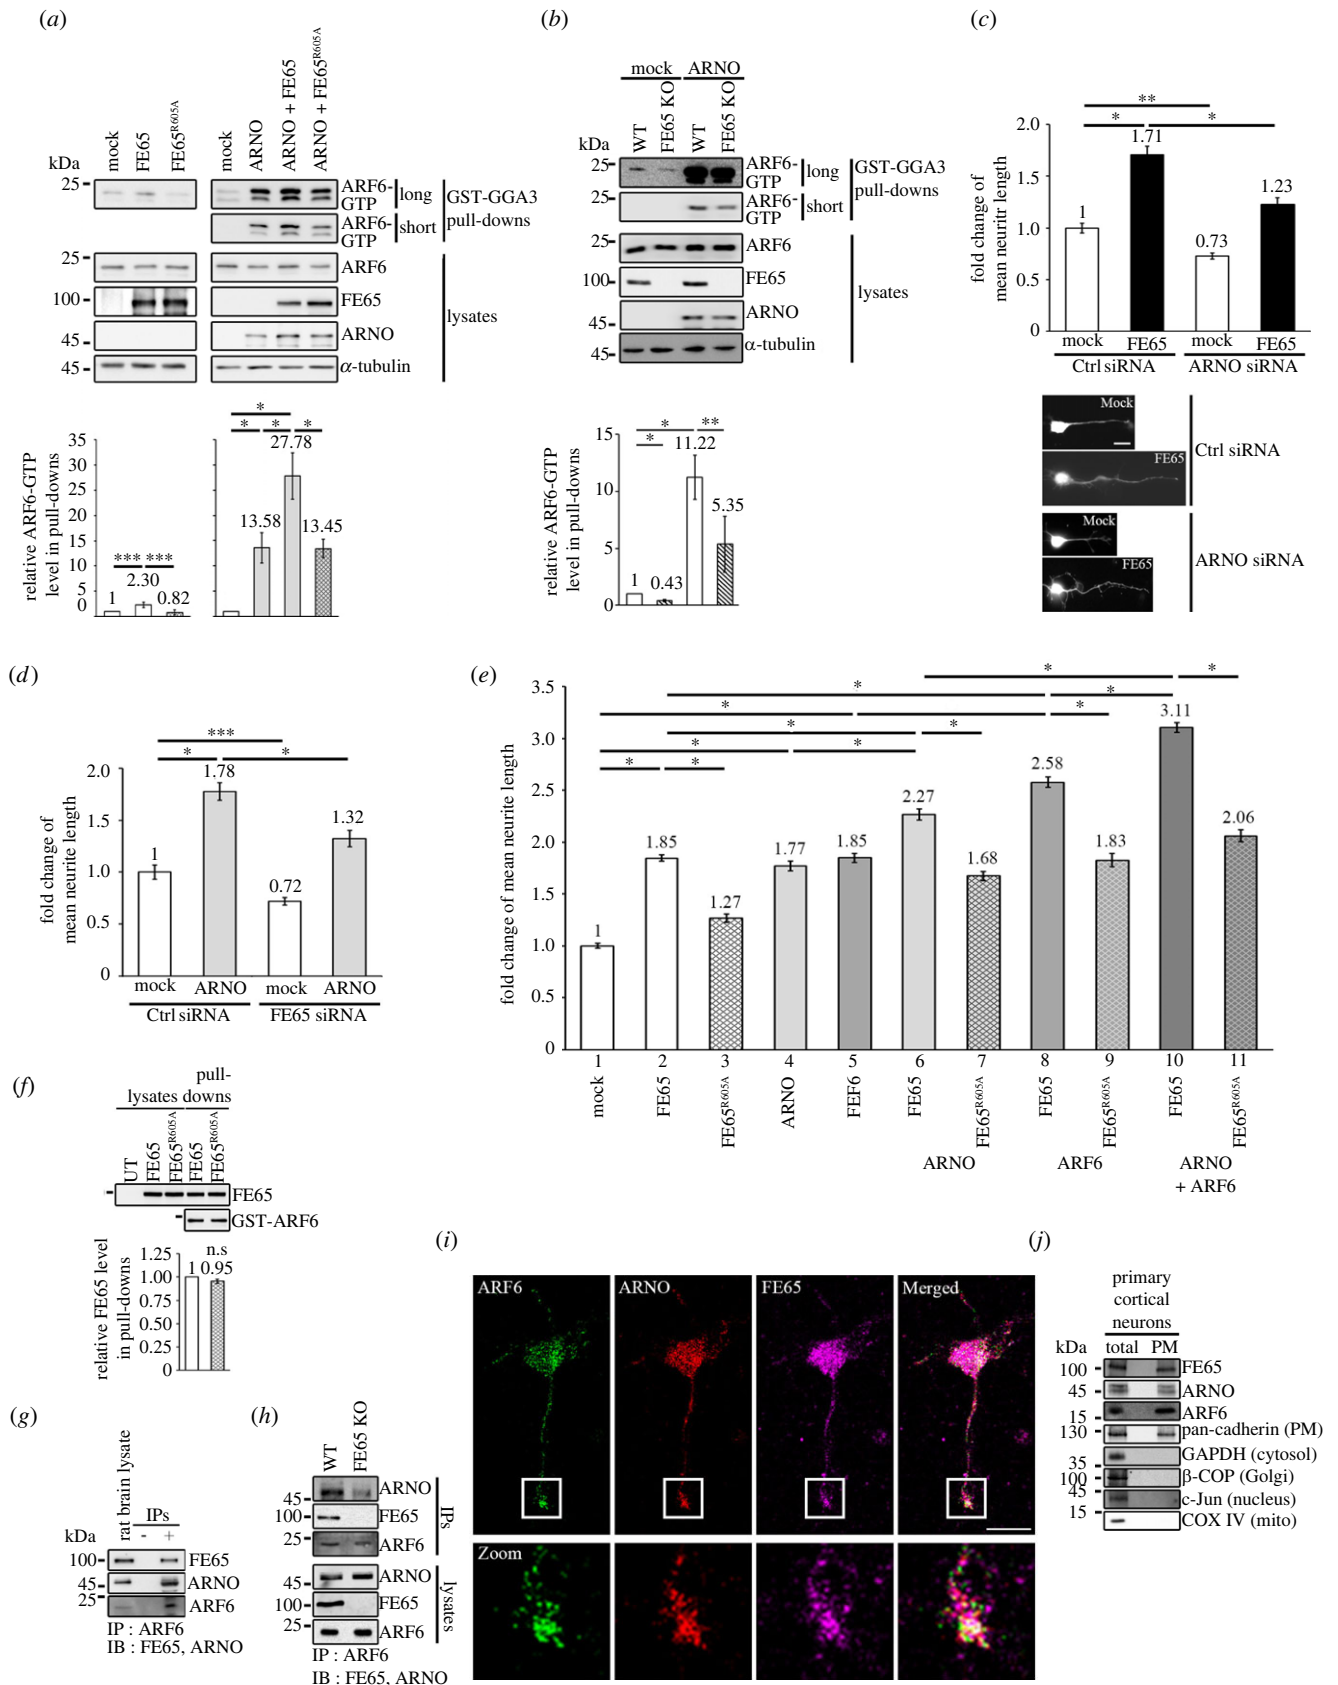 (a)
kDa
mock
FE65
FE65R605A
mock
ARNO
ARNO + FE65
ARNO + FE65R605A
25
ARF6-GTP
long
ARF6-GTP
short
GST-GGA3 pull-downs
25
ARF6
100
FE65
45
ARNO
45
α-tubulin
lysates
relative ARF6-GTP level in pull-downs
35
30
25
20
15
10
5
0
*** ***
1
2.30
0.82
*
* * *
13.58
27.78
13.45
(b)
mock ARNO
kDa
WT
FE65 KO
WT
FE65 KO
25
ARF6-GTP
long
ARF6-GTP
short
GST-GGA3 pull-downs
25
ARF6
100
FE65
45
ARNO
45
α-tubulin
lysates
relative ARF6-GTP level in pull-downs
15
10
5
0
* **
*
1
0.43
11.22
5.35
(c)
fold change of mean neuritr length
2.0
1.5
1.0
0.5
0
**
* *
1
1.71
0.73
1.23
mock FE65 mock FE65
Ctrl siRNA ARNO siRNA
Mock
FE65
Ctrl siRNA
Mock
FE65
ARNO siRNA
(d)
fold change of mean neurite length
2.0
1.5
1.0
0.5
0
***
* *
1
1.78
0.72
1.32
mock ARNO mock ARNO
Ctrl siRNA FE65 siRNA
(e)
fold change of mean neurite length
3.5
3.0
2.5
2.0
1.5
1.0
0.5
0
* *
* *
* *
* *
* *
* *
1
1.85
1.27
1.77
1.85
2.27
1.68
2.58
1.83
3.11
2.06
1 2 3 4 5 6 7 8 9 10 11
mock
FE65
FE65R605A
ARNO
FEF6
FE65
FE65R605A
FE65
FE65R605A
FE65
FE65R605A
ARNO
ARF6
ARNO + ARF6
(f)
lysates
pull-downs
UT
FE65
FE65R605A
FE65
FE65R605A
FE65
GST-ARF6
relative FE65 level in pull-downs
1.25
1.00
0.75
0.50
0.25
0
n.s
1 0.95
(g)
kDa
rat brain lysate
IPs
- +
100
FE65
45
ARNO
25
ARF6
IP : ARF6
IB : FE65, ARNO
(h)
WT
FE65 KO
45
ARNO
100
FE65
25
ARF6
IPs
45
ARNO
100
FE65
25
ARF6
lysates
IP : ARF6
IB : FE65, ARNO
(i)
ARF6
ARNO
FE65
Merged
Zoom
(j)
primary cortical neurons
kDa total PM
100
FE65
45
ARNO
15
ARF6
130
pan-cadherin (PM)
35
GAPDH (cytosol)
100
β-COP (Golgi)
45
c-Jun (nucleus)
15
COX IV (mito)